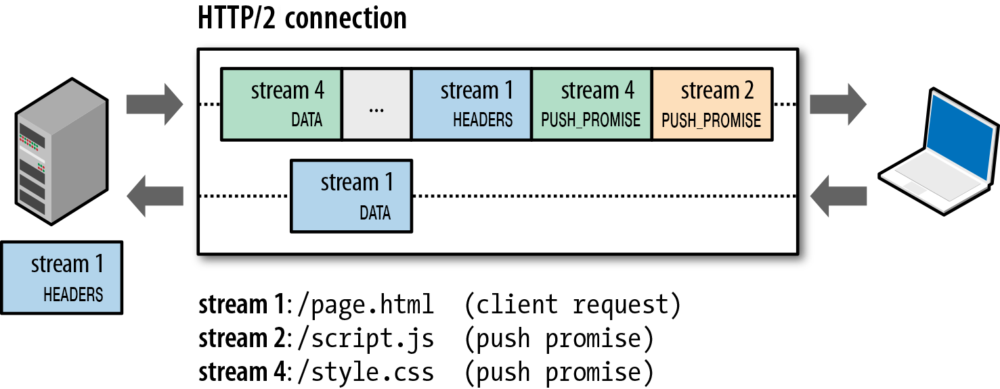 HTTP/2 connection
stream 4 ... stream 1 stream 4 stream 2
DATA HEADERS PUSH_PROMISE PUSH_PROMISE
stream 1
DATA
stream 1
HEADERS
stream 1: /page.html (client request)
stream 2: /script.js (push promise)
stream 4: /style.css (push promise)